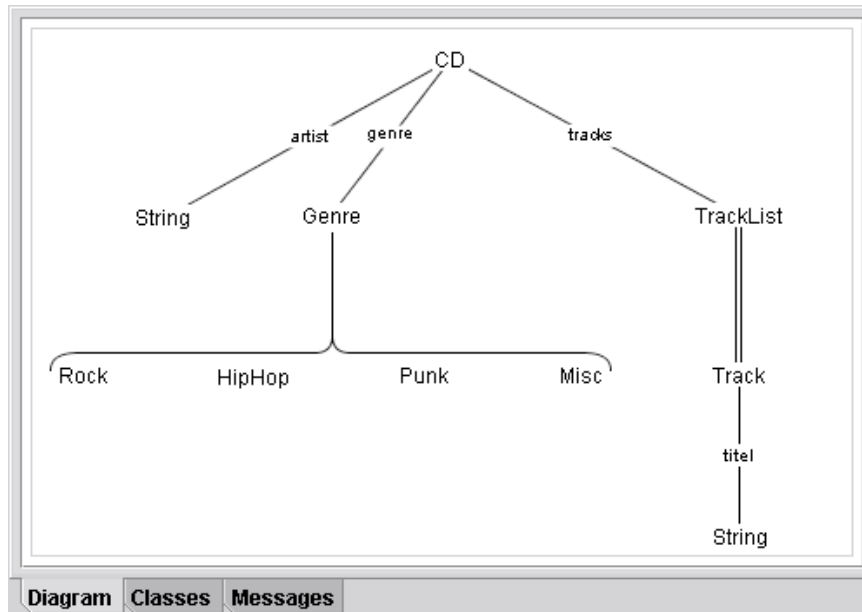 CD
artist genre tracks
String Genre TrackList
Rock HipHop Punk Misc Track
titel
String
Diagram Classes Messages